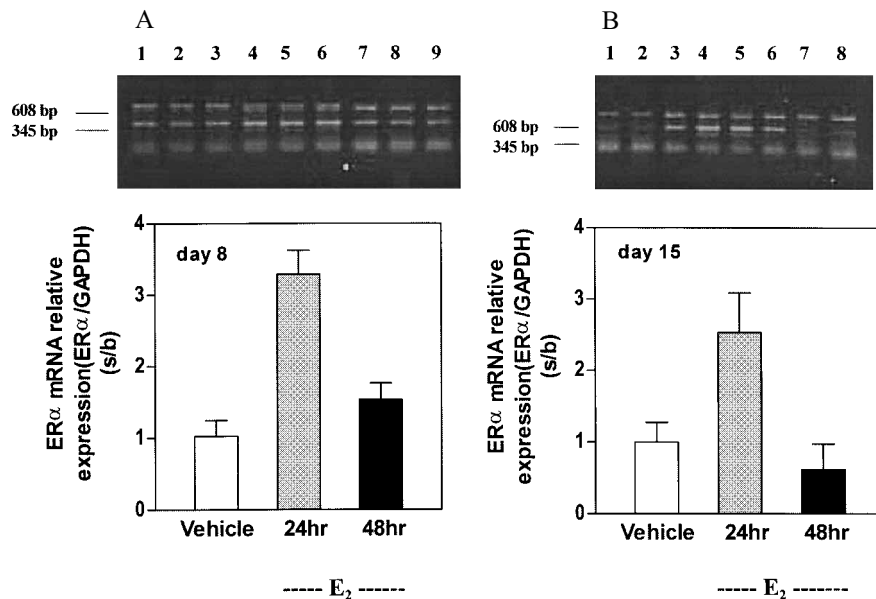 A
1 2 3 4 5 6 7 8 9
608 bp
345 bp
ERα mRNA relative
expression(ERα/GAPDH)
(s/b)
4
3
2
1
0
day 8
Vehicle 24hr 48hr
----- E₂ ------
B
1 2 3 4 5 6 7 8
608 bp
345 bp
ERα mRNA relative
expression(ERα/GAPDH)
(s/b)
4
3
2
1
0
day 15
Vehicle 24hr 48hr
----- E₂ -------